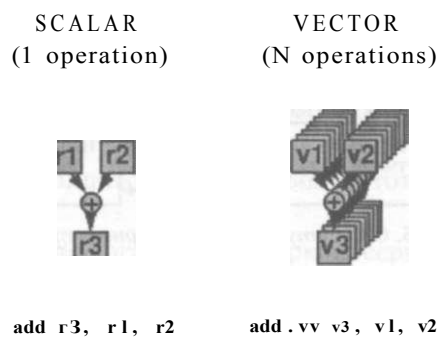 SCALAR
(1 operation)
VECTOR
(N operations)
r1 r2
r3
v1 v2
v3
add r3, r1, r2
add.vv v3, v1, v2